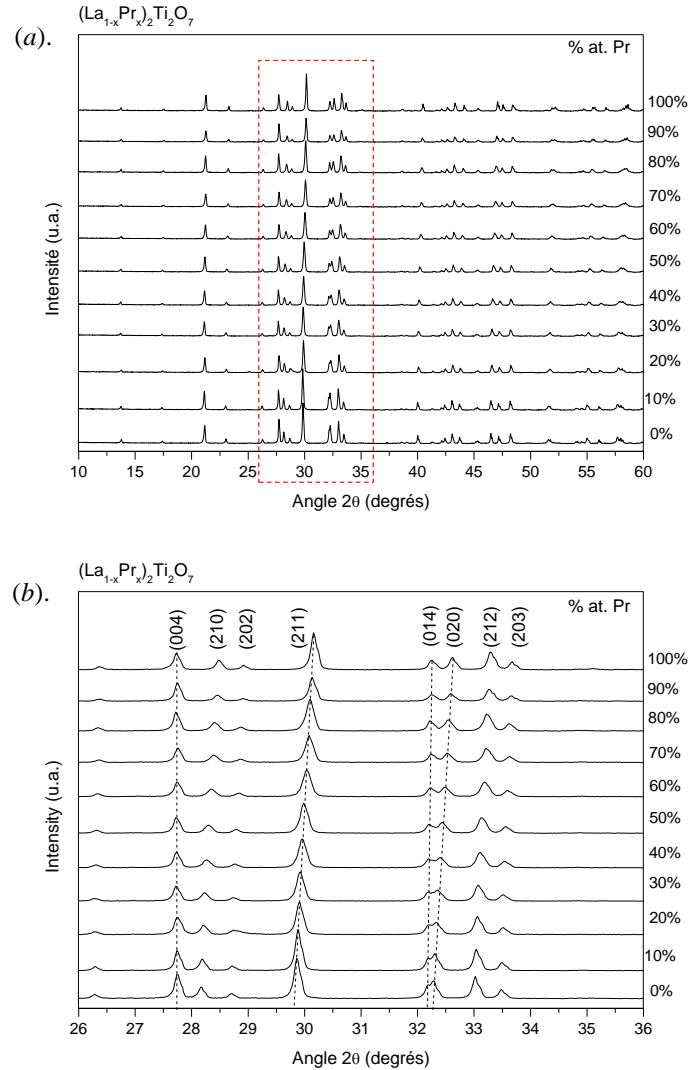 (La1-xPrx)2Ti2O7
(a).
% at. Pr
100%
90%
80%
70%
60%
50%
40%
30%
20%
10%
0%
Intensité (u.a.)
10 15 20 25 30 35 40 45 50 55 60
Angle 2θ (degrés)
(La1-xPrx)2Ti2O7
(b).
% at. Pr
(004) (210) (202) (211) (014) (020) (212) (203)
100%
90%
80%
70%
60%
50%
40%
30%
20%
10%
0%
Intensity (u.a.)
26 27 28 29 30 31 32 33 34 35 36
Angle 2θ (degrés)